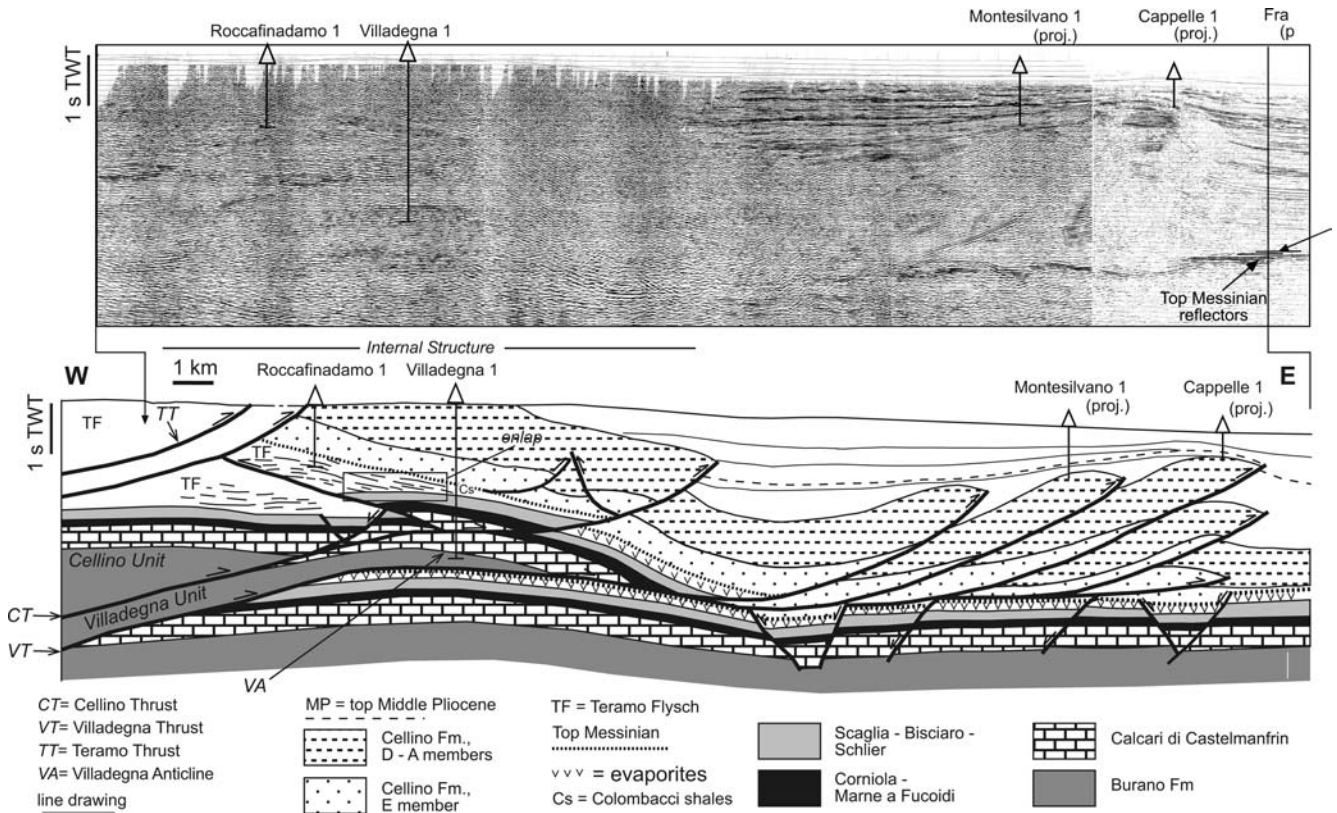 Roccafinadamo 1 Villadegna 1 Montesilvano 1 (proj.) Cappelle 1 (proj.) Fra (p
1 s TWT
Top Messinian
reflectors
Internal Structure
1 km
W Roccafinadamo 1 Villadegna 1 Montesilvano 1 (proj.) Cappelle 1 (proj.) E
1 s TWT
TF TT
onlap
TF
TF Cs
Cellino Unit
Villadegna Unit
CT
VT
VA
CT= Cellino Thrust
VT= Villadegna Thrust
TT= Teramo Thrust
VA= Villadegna Anticline
line drawing
MP = top Middle Pliocene
Cellino Fm.,
D - A members
Cellino Fm.,
E member
TF = Teramo Flysch
Top Messinian
vvv = evaporites
Cs = Colombacci shales
Scaglia - Bisciaro -
Schlier
Corniola -
Marne a Fucoidi
Calcari di Castelmanfrin
Burano Fm